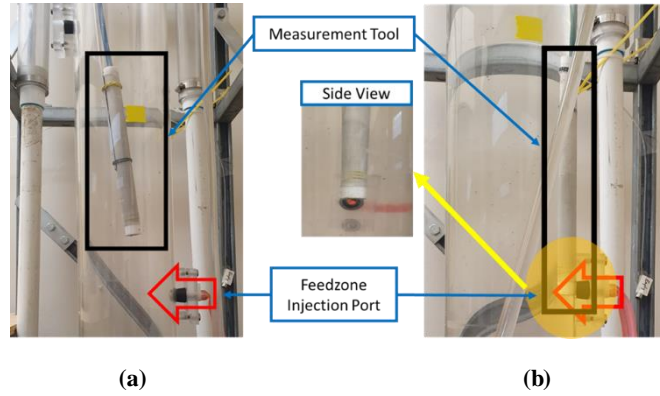 Measurement Tool
Side View
Feedzone
Injection Port
(a)
(b)